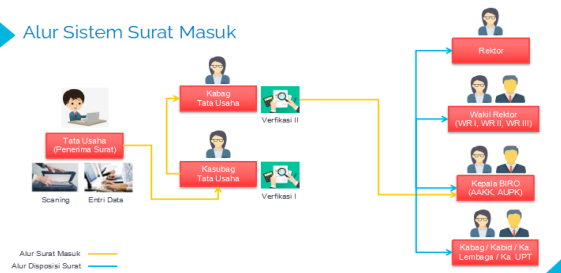 Alur Sistem Surat Masuk
Rektor
Kabag
Tata Usaha
Verfikasi II
Wakil Rektor
(WR I, WR II, WR III)
Tata Usaha
(Penerima Surat)
Kasubag
Tata Usaha
Verfikasi I
Scaning
Entri Data
Kepala BIRO
(AAKK, AUPK)
Kabag / Kabid / Ka.
Lembaga / Ka. UPT
Alur Surat Masuk
Alur Disposisi Surat